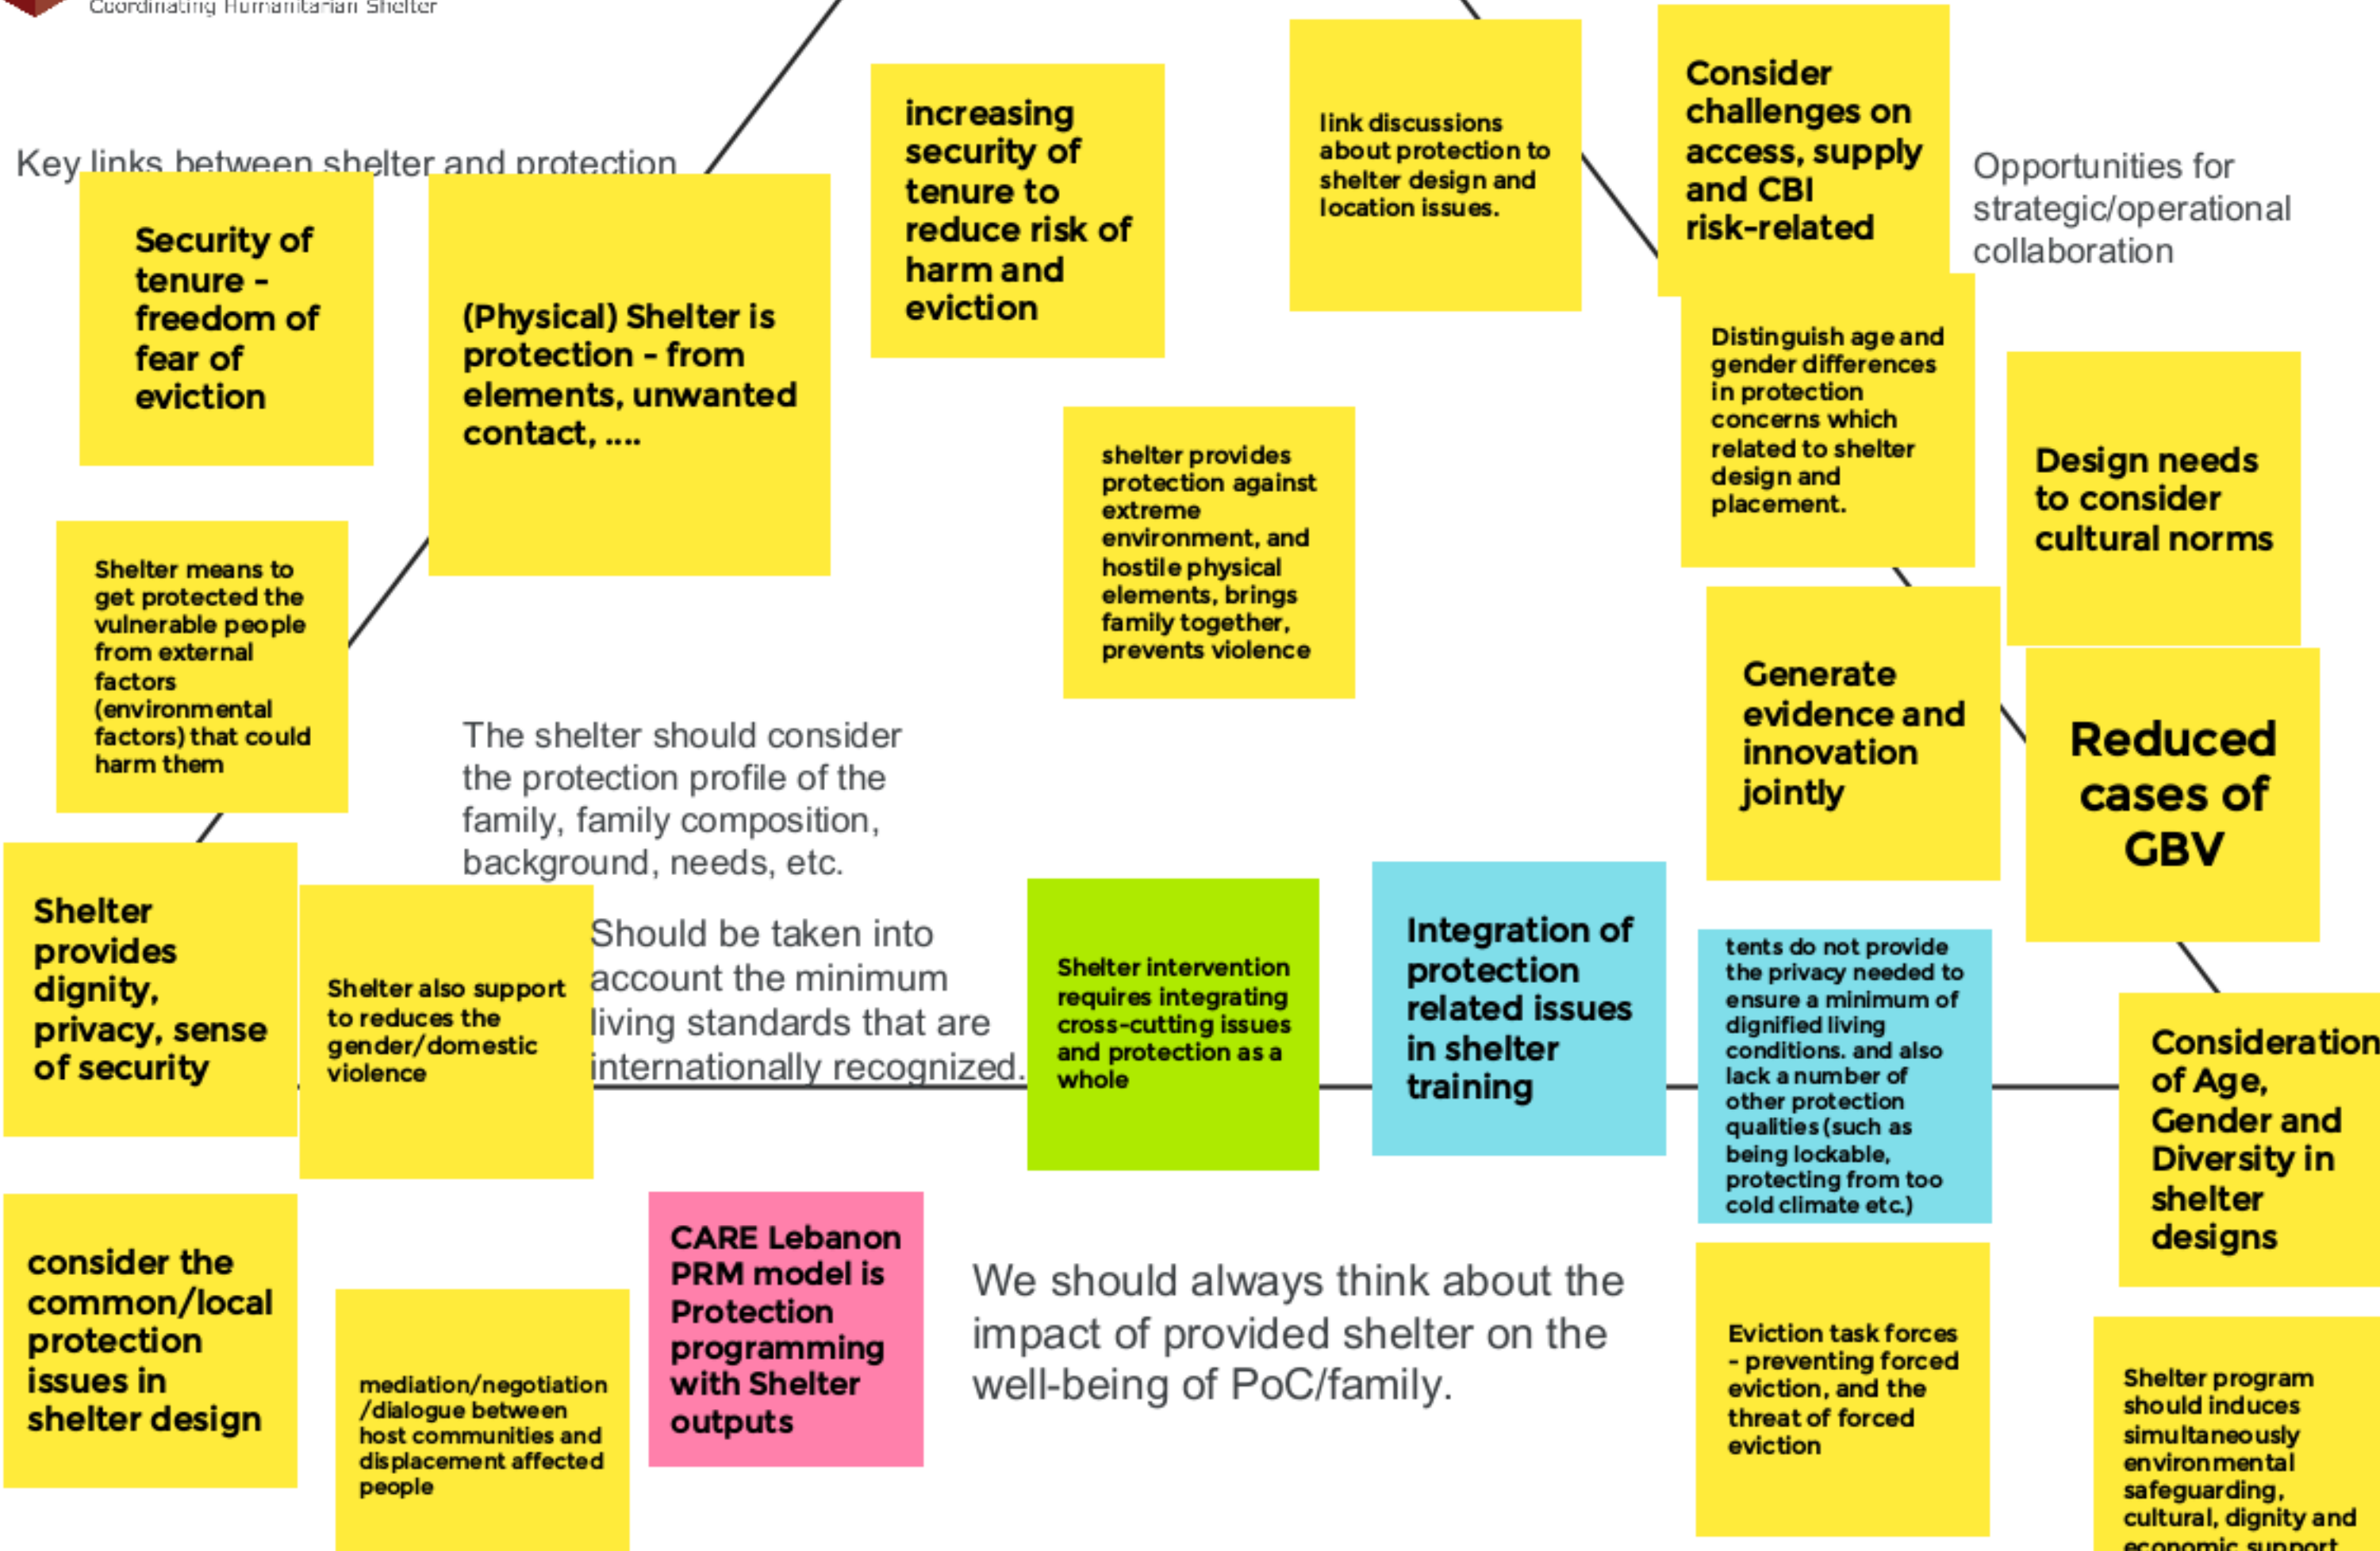 Coordinating Humanitarian Shelter
Key links between shelter and protection
Security of
tenure -
freedom of
fear of
eviction
(Physical) Shelter is
protection - from
elements, unwanted
contact, ....
increasing
security of
tenure to
reduce risk of
harm and
eviction
link discussions
about protection to
shelter design and
location issues.
Consider
challenges on
access, supply
and CBI
risk-related
Opportunities for
strategic/operational
collaboration
Distinguish age and
gender differences
in protection
concerns which
related to shelter
design and
placement.
Design needs
to consider
cultural norms
shelter provides
protection against
extreme
environment, and
hostile physical
elements, brings
family together,
prevents violence
Shelter means to
get protected the
vulnerable people
from external
factors
(environmental
factors) that could
harm them
The shelter should consider
the protection profile of the
family, family composition,
background, needs, etc.
Generate
evidence and
innovation
jointly
Reduced
cases of
GBV
Shelter
provides
dignity,
privacy, sense
of security
Shelter also support
to reduces the
gender/domestic
violence
Should be taken into
account the minimum
living standards that are
internationally recognized.
Shelter intervention
requires integrating
cross-cutting issues
and protection as a
whole
Integration of
protection
related issues
in shelter
training
tents do not provide
the privacy needed to
ensure a minimum of
dignified living
conditions. and also
lack a number of
other protection
qualities (such as
being lockable,
protecting from too
cold climate etc.)
Consideration
of Age,
Gender and
Diversity in
shelter
designs
consider the
common/local
protection
issues in
shelter design
mediation/negotiation
/dialogue between
host communities and
displacement affected
people
CARE Lebanon
PRM model is
Protection
programming
with Shelter
outputs
We should always think about the
impact of provided shelter on the
well-being of PoC/family.
Eviction task forces
- preventing forced
eviction, and the
threat of forced
eviction
Shelter program
should induces
simultaneously
environmental
safeguarding,
cultural, dignity and
economic support